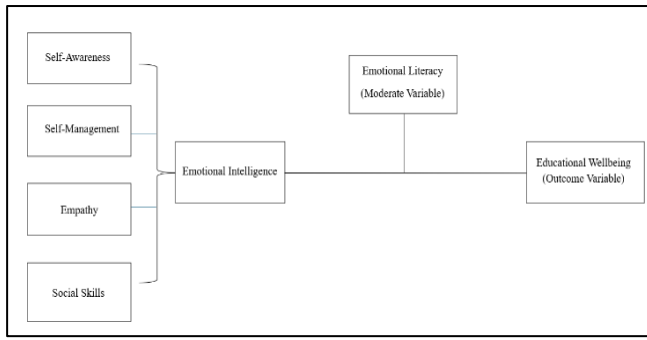 Self-Awareness
Self-Management
Empathy
Social Skills
Emotional Intelligence
Emotional Literacy
(Moderate Variable)
Educational Wellbeing
(Outcome Variable)